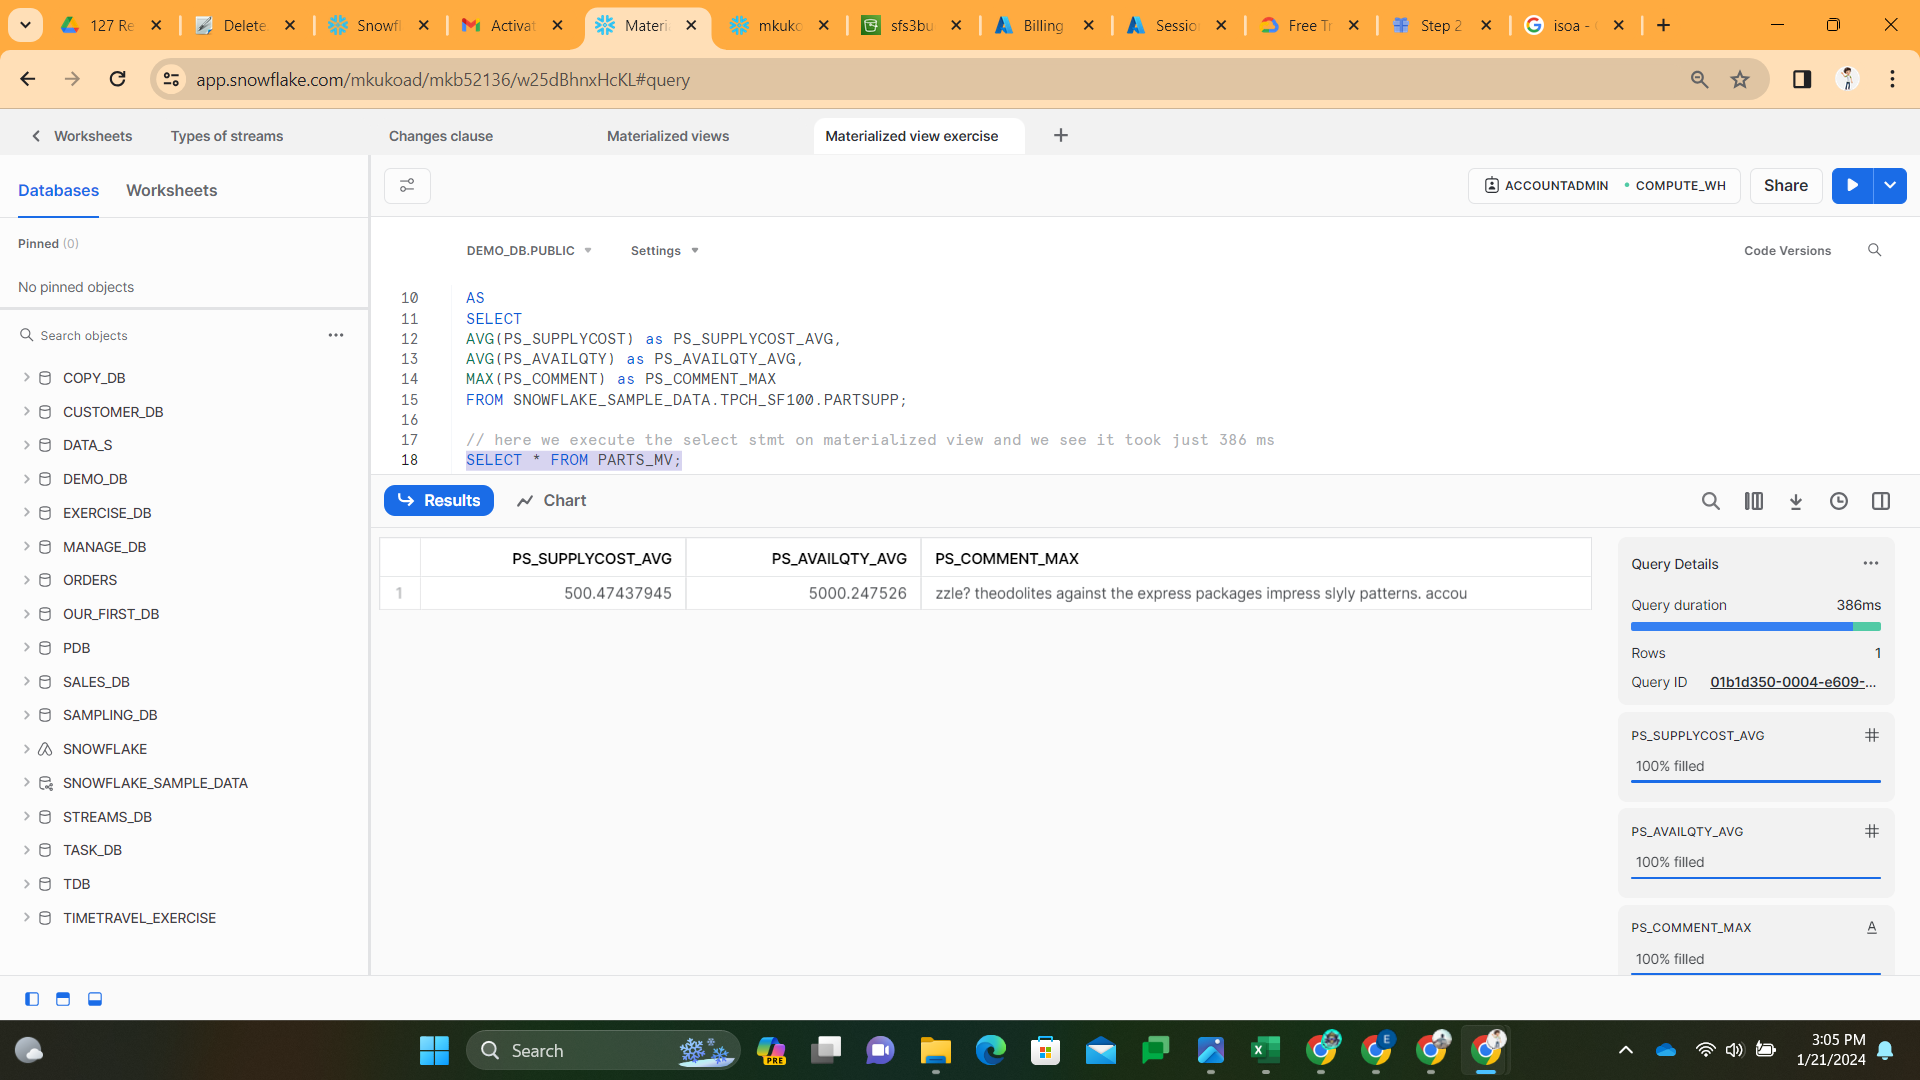 127 Re
Delete.
Snowfl
Activat
Materia
mkuko
sfs3bu
Billing
Sessio
Free Tr
Step 2
isoa -
app.snowflake.com/mkukoad/mkb52136/w25dBhnxHcKL#query
Worksheets
Types of streams
Changes clause
Materialized views
Materialized view exercise
Databases
Worksheets
ACCOUNTADMIN
COMPUTE_WH
Share
Pinned (0)
No pinned objects
DEMO_DB.PUBLIC
Settings
Code Versions
Search objects
COPY_DB
CUSTOMER_DB
DATA_S
DEMO_DB
EXERCISE_DB
MANAGE_DB
ORDERS
OUR_FIRST_DB
PDB
SALES_DB
SAMPLING_DB
SNOWFLAKE
SNOWFLAKE_SAMPLE_DATA
STREAMS_DB
TASK_DB
TDB
TIMETRAVEL_EXERCISE
10 AS
11 SELECT
12 AVG(PS_SUPPLYCOST) as PS_SUPPLYCOST_AVG,
13 AVG(PS_AVAILQTY) as PS_AVAILQTY_AVG,
14 MAX(PS_COMMENT) as PS_COMMENT_MAX
15 FROM SNOWFLAKE_SAMPLE_DATA.TPCH_SF100.PARTSUPP;
16
17 // here we execute the select stmt on materialized view and we see it took just 386 ms
18 SELECT * FROM PARTS_MV;
Results
Chart
PS_SUPPLYCOST_AVG PS_AVAILQTY_AVG PS_COMMENT_MAX
1 500.47437945 5000.247526 zzle? theodolites against the express packages impress slyly patterns. accou
Query Details
Query duration 386ms
Rows 1
Query ID 01b1d350-0004-e609-...
PS_SUPPLYCOST_AVG
100% filled
PS_AVAILQTY_AVG
100% filled
PS_COMMENT_MAX A
100% filled
Search
PRE
E
3:05 PM
1/21/2024